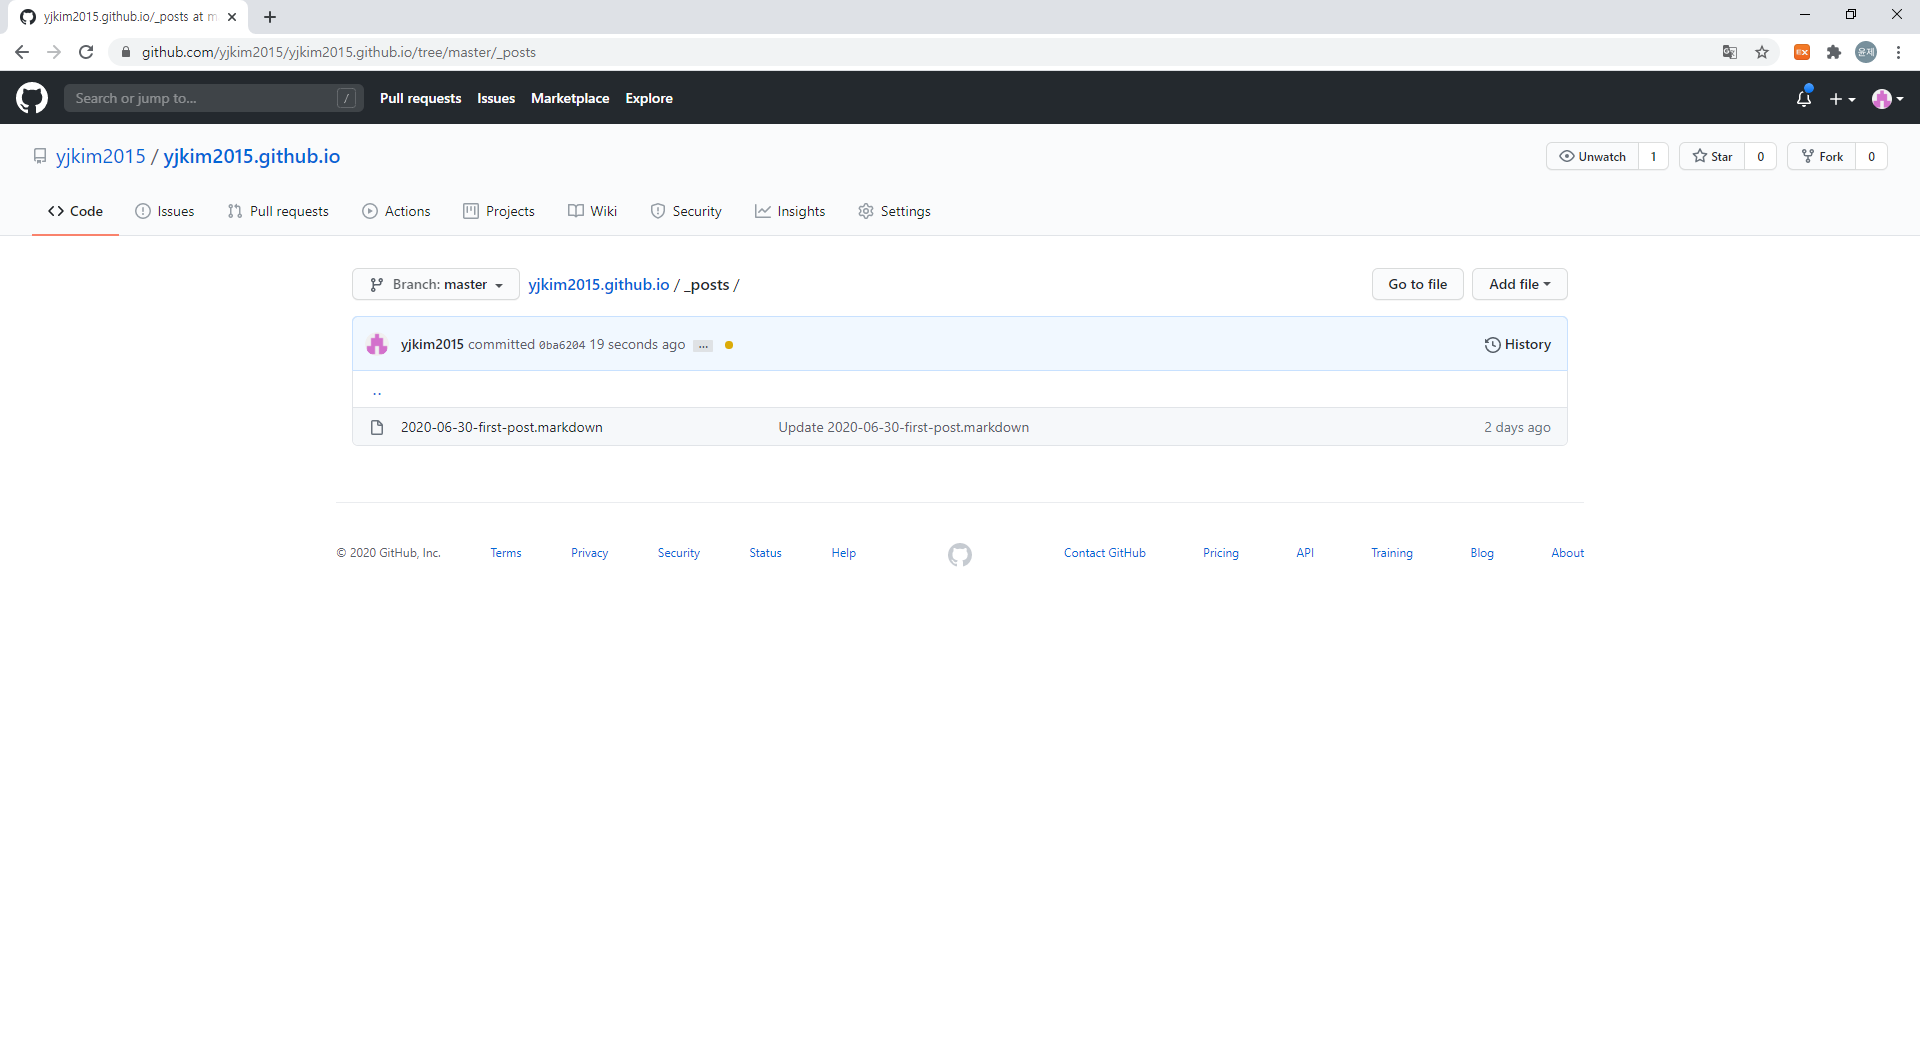 yjkim2015.github.io/_posts at m
github.com/yjkim2015/yjkim2015.github.io/tree/master/_posts
EX
윤제
Search or jump to...
/
Pull requests
Issues
Marketplace
Explore
yjkim2015 / yjkim2015.github.io
Unwatch 1
Star 0
Fork 0
Code
Issues
Pull requests
Actions
Projects
Wiki
Security
Insights
Settings
Branch: master
yjkim2015.github.io / _posts /
Go to file
Add file
yjkim2015 committed 0ba6204 19 seconds ago ...
History
..
2020-06-30-first-post.markdown
Update 2020-06-30-first-post.markdown
2 days ago
© 2020 GitHub, Inc.
Terms
Privacy
Security
Status
Help
Contact GitHub
Pricing
API
Training
Blog
About